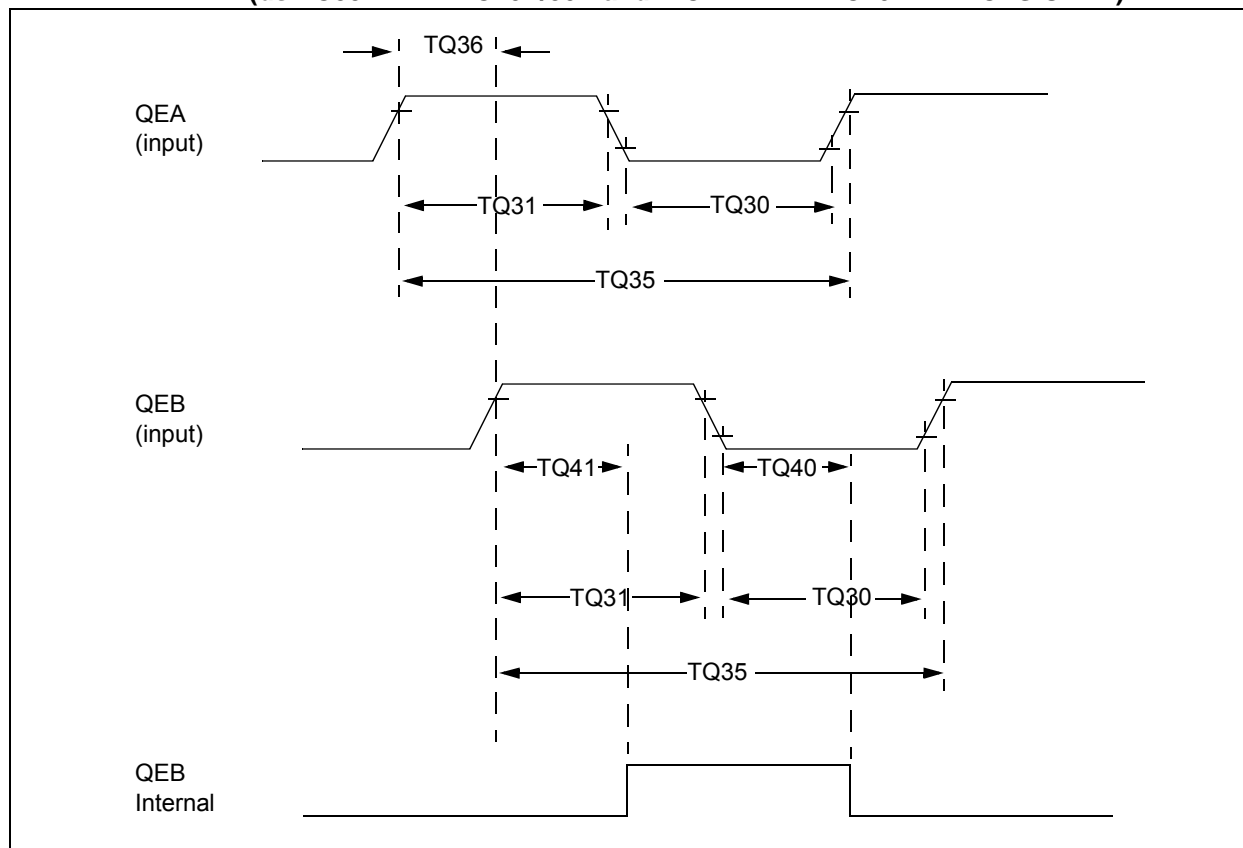 TQ36
QEA
(input)
TQ31
TQ30
TQ35
QEB
(input)
TQ41
TQ40
TQ31
TQ30
TQ35
QEB
Internal